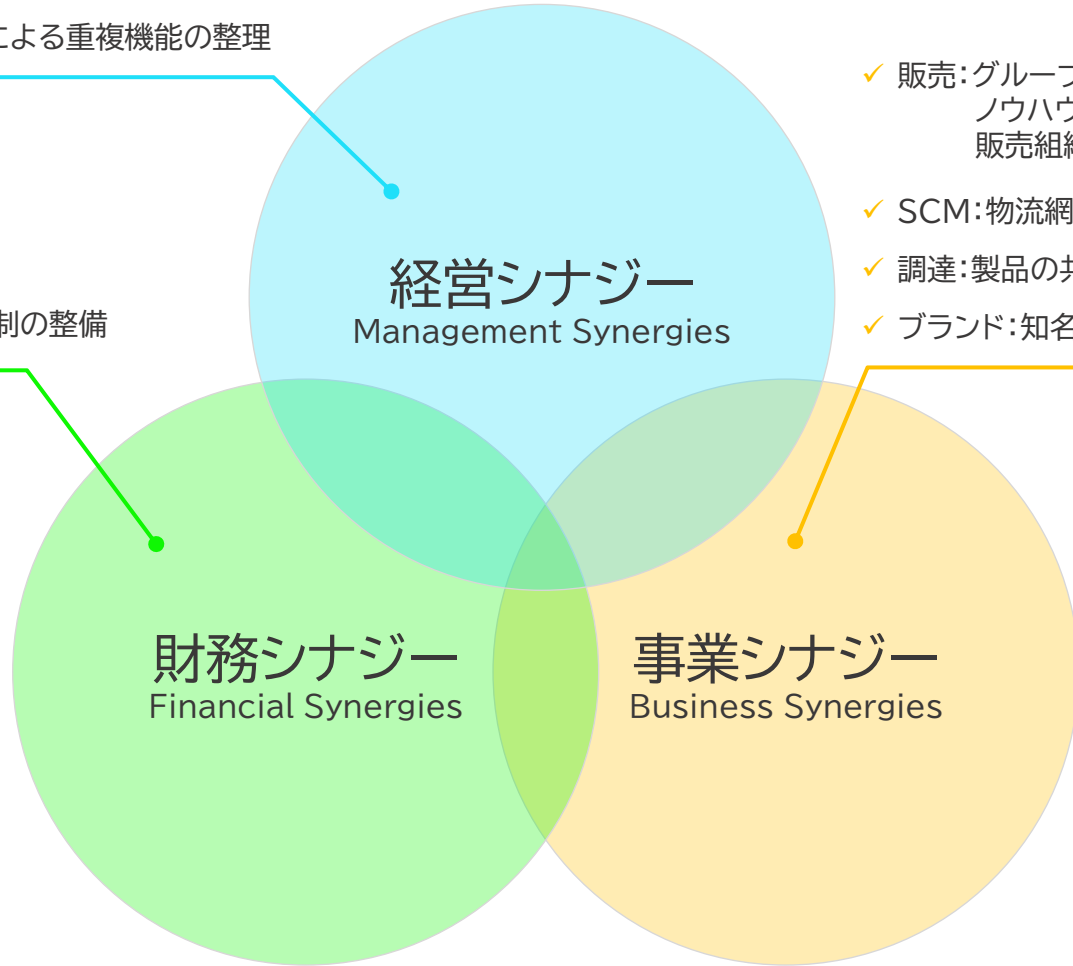 による重複機能の整理
制の整備
経営シナジー
Management Synergies
財務シナジー
Financial Synergies
事業シナジー
Business Synergies
✓ 販売：グループ
ノウハウ
販売組
✓ SCM：物流網
✓ 調達：製品の共
✓ ブランド：知名